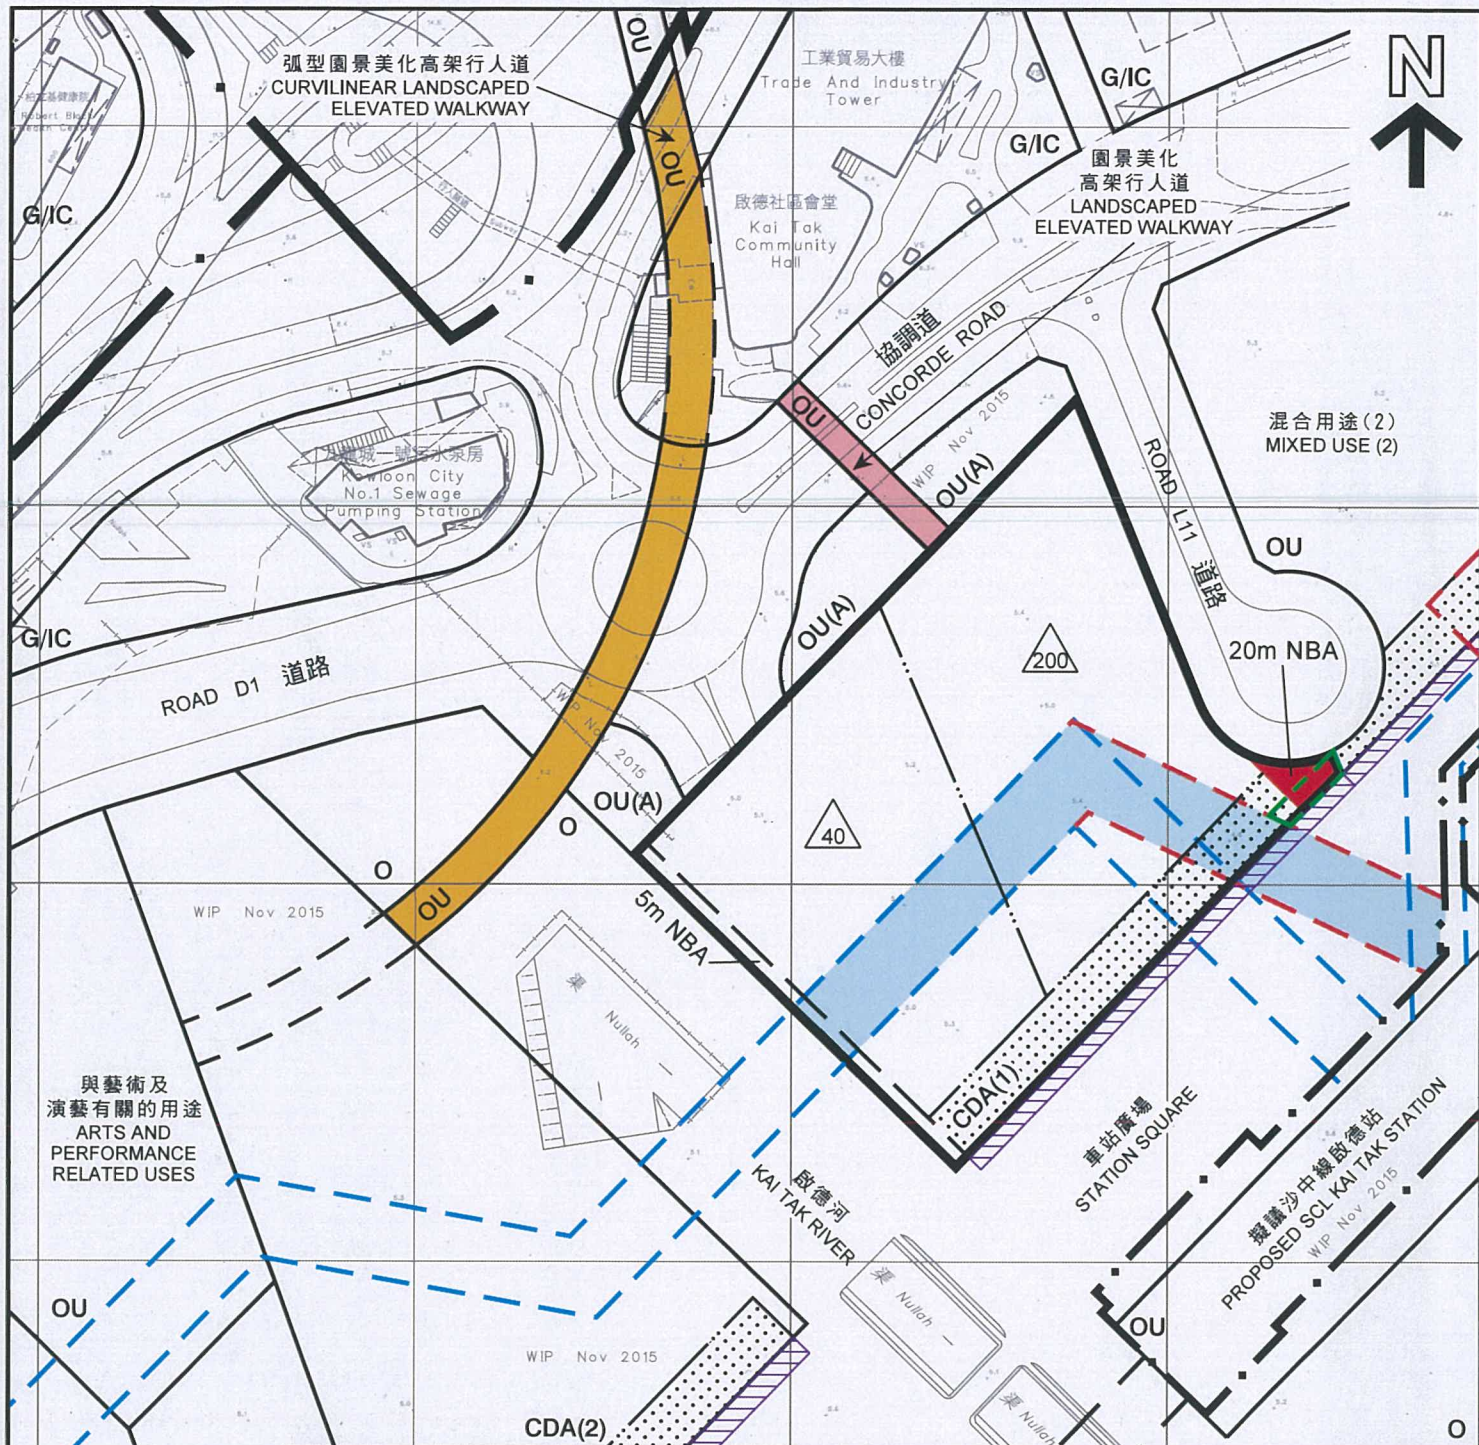 OU
弧型園景美化高架行人道
CURVILINEAR LANDSCAPED
ELEVATED WALKWAY
工業貿易大樓
Trade And Industry
Tower
G/IC
N
G/IC
園景美化
高架行人道
LANDSCAPED
ELEVATED WALKWAY
G/IC
OU
行人隧道
Subway
啟德社區會堂
Kai Tak
Community
Hall
協調道
CONCORDE ROAD
OU
WIP Nov 2015
OU(A)
混合用途(2)
MIXED USE (2)
ROAD L11 道路
OU
Kowloon City
No.1 Sewage
Pumping Station
G/IC
ROAD D1 道路
OU(A)
200
20m NBA
WIP Nov 2015
OU(A)
O
40
O
OU
WIP Nov 2015
5m NBA
渠
Nullah
CDA(1)
與藝術及
演藝有關的用途
ARTS AND
PERFORMANCE
RELATED USES
車站廣場
STATION SQUARE
擬議沙中線啟德站
PROPOSED SCL KAI TAK STATION
WIP Nov 2015
啟德河
KAI TAK RIVER
OU
渠
Nullah
OU
WIP Nov 2015
CDA(2)
渠
Nullah
O